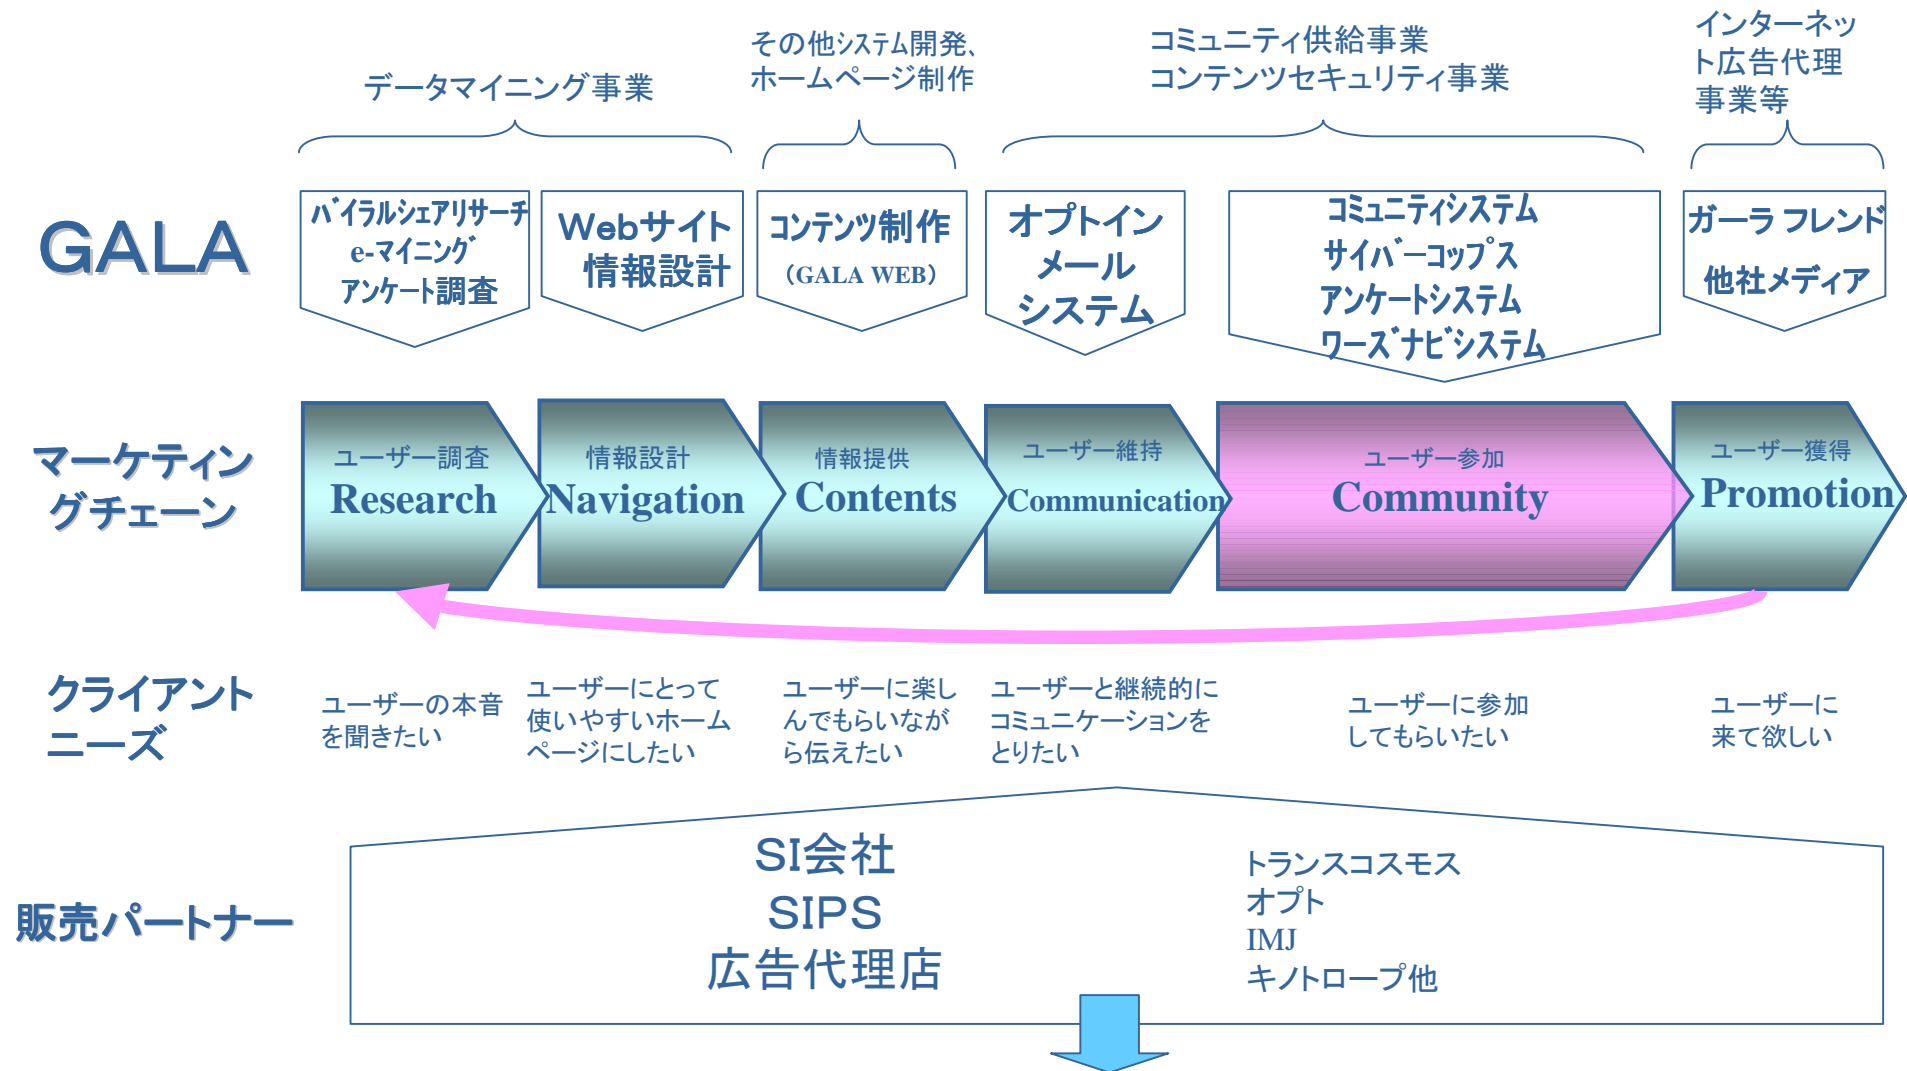 データマイニング事業
その他システム開発、
ホームページ制作
コミュニティ供給事業
コンテンツセキュリティ事業
インターネッ
ト広告代理
事業等
GALA
バイラルシェアリサーチ
e-マイニング
アンケート調査
Webサイト
情報設計
コンテンツ制作
（GALA WEB）
オプトイン
メール
システム
コミュニティシステム
サイバーコップス
アンケートシステム
ワーズナビシステム
ガーラ フレンド
他社メディア
マーケティン
グチェーン
ユーザー調査
Research
情報設計
Navigation
情報提供
Contents
ユーザー維持
Communication
ユーザー参加
Community
ユーザー獲得
Promotion
クライアント
ニーズ
ユーザーの本音
を聞きたい
ユーザーにとって
使いやすいホーム
ページにしたい
ユーザーに楽し
んでもらいなが
ら伝えたい
ユーザーと継続的に
コミュニケーションを
とりたい
ユーザーに参加
してもらいたい
ユーザーに
来て欲しい
販売パートナー
SI会社
SIPS
広告代理店
トランスコスモス
オプト
IMJ
キノトロープ他